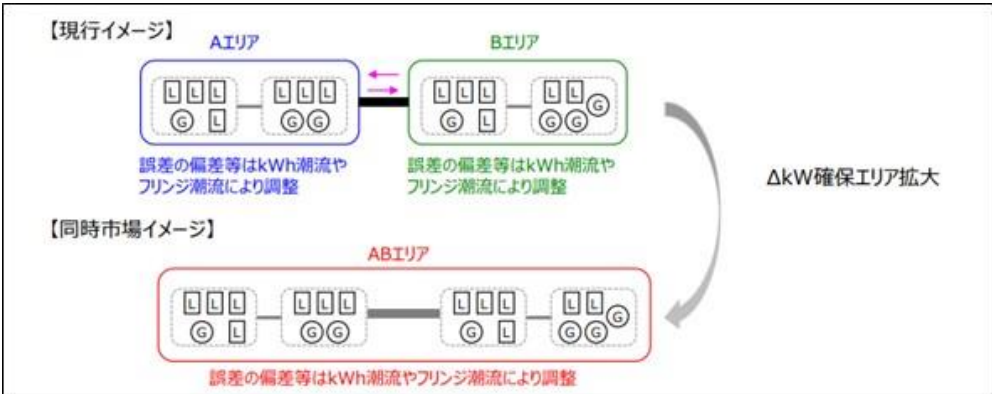 【現行イメージ】
Aエリア
Bエリア
L L L
G L
L L L
G G
L L L
G L
L L
G
G G
誤差の偏差等はkWh潮流や
フリンジ潮流により調整
誤差の偏差等はkWh潮流や
フリンジ潮流により調整
ΔkW確保エリア拡大
【同時市場イメージ】
ABエリア
L L L
G L
L L L
G G
L L L
G L
L L
G
G G
誤差の偏差等はkWh潮流やフリンジ潮流により調整